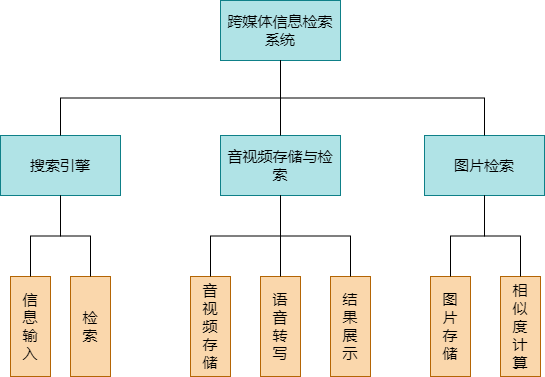 跨媒体信息检索
系统
搜索引擎
音视频存储与检
索
图片检索
信息输入
检索
音视频存储
语音转写
结果展示
图片存储
相似度计算